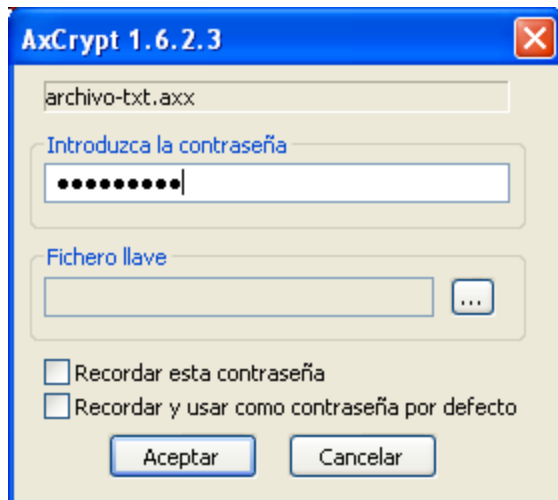 AxCrypt 1.6.2.3
archivo-txt.axx
Introduzca la contraseña
●●●●●●●●●
Fichero llave
...
Recordar esta contraseña
Recordar y usar como contraseña por defecto
Aceptar Cancelar